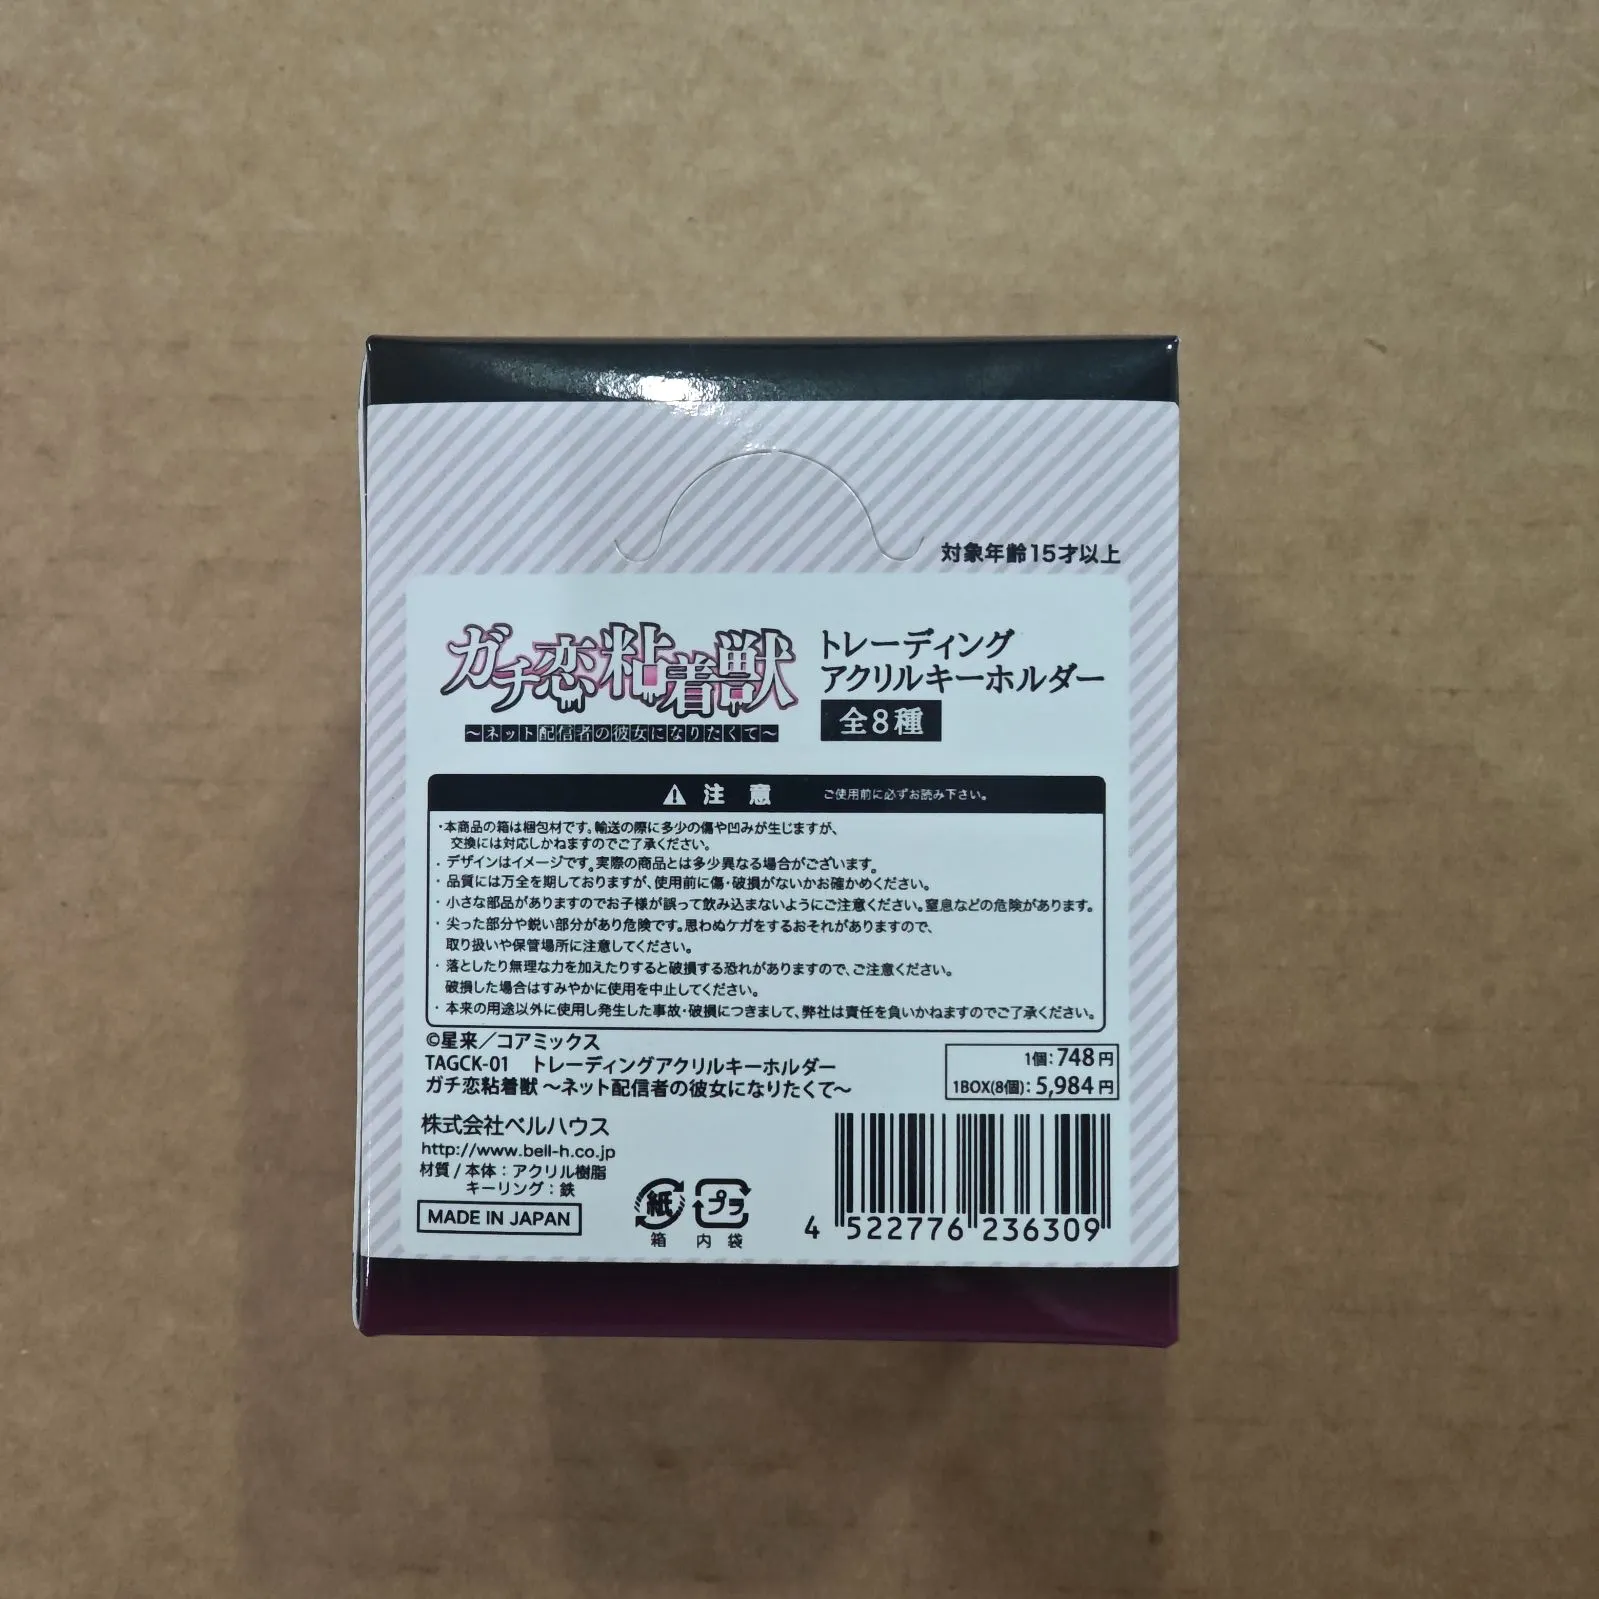 対象年齢15才以上
ガチ恋粘着獣
～ネット配信者の彼女になりたくて～
トレーディング
アクリルキーホルダー
全8種
注 意 ご使用前に必ずお読み下さい。
・本商品の箱は梱包材です。輸送の際に多少の傷や凹みが生じますが、
交換には対応しかねますのでご了承ください。
・デザインはイメージです。実際の商品とは多少異なる場合がございます。
・品質には万全を期しておりますが、使用前に傷・破損がないかお確かめください。
・小さな部品がありますのでお子様が誤って飲み込まないようにご注意ください。窒息などの危険があります。
・尖った部分や鋭い部分があり危険です。思わぬケガをするおそれがありますので、
取り扱いや保管場所に注意してください。
・落としたり無理な力を加えたりすると破損する恐れがありますので、ご注意ください。
破損した場合はすみやかに使用を中止してください。
・本来の用途以外に使用し発生した事故・破損につきまして、弊社は責任を負いかねますのでご了承ください。
©星来／コアミックス
TAGCK-01 トレーディングアクリルキーホルダー
ガチ恋粘着獣 ～ネット配信者の彼女になりたくて～
1個：748円
1BOX(8個)：5,984円
株式会社ベルハウス
http://www.bell-h.co.jp
材質 / 本体：アクリル樹脂
キーリング：鉄
MADE IN JAPAN
紙
箱
プラ
内 袋
4 522776 236309